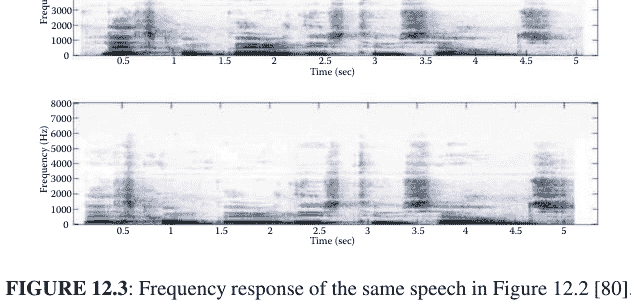 3000
2000
1000
0
0.5 1 1.5 2 2.5 3 3.5 4 4.5 5
Time (sec)
8000
7000
6000
5000
4000
3000
2000
1000
0
Frequency (Hz)
0.5 1 1.5 2 2.5 3 3.5 4 4.5 5
Time (sec)
FIGURE 12.3: Frequency response of the same speech in Figure 12.2 [80].